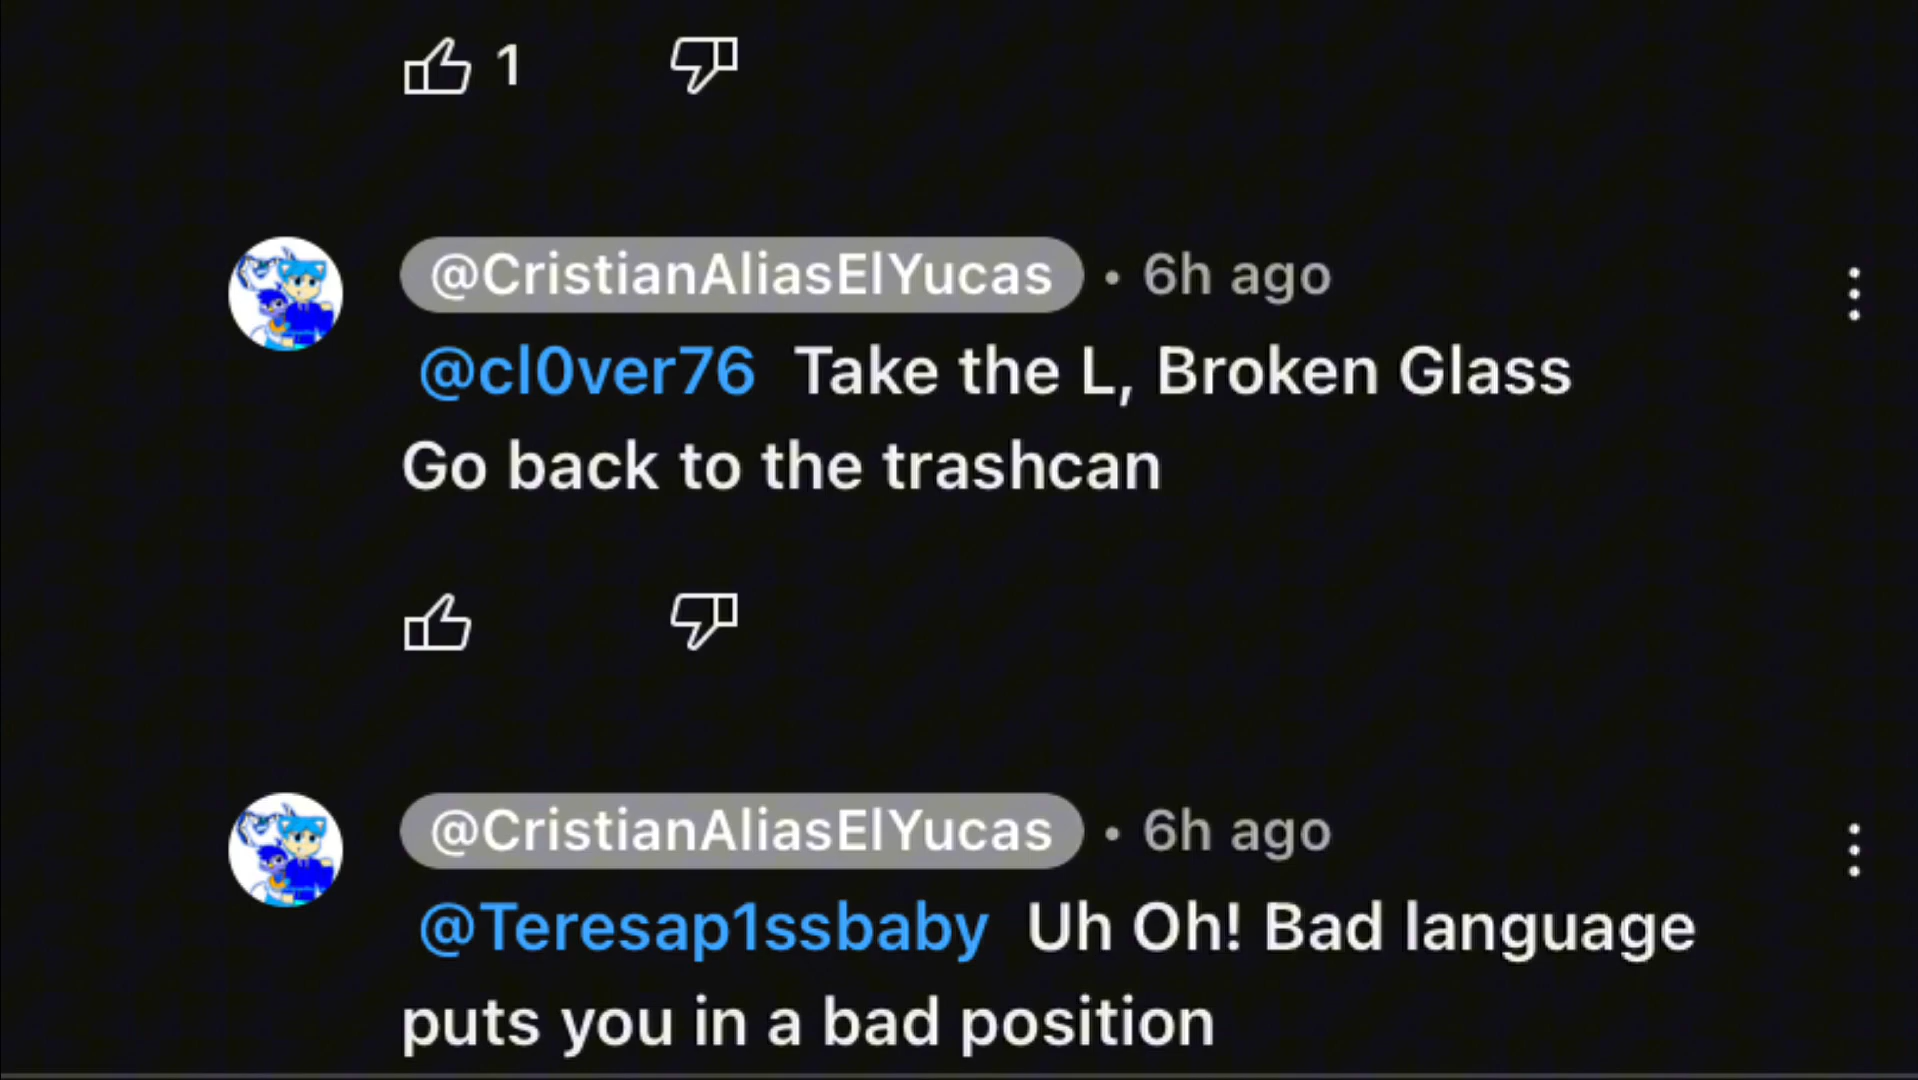 1
@CristianAliasElYucas • 6h ago
@cl0ver76 Take the L, Broken Glass
Go back to the trashcan
@CristianAliasElYucas • 6h ago
@Teresap1ssbaby Uh Oh! Bad language
puts you in a bad position